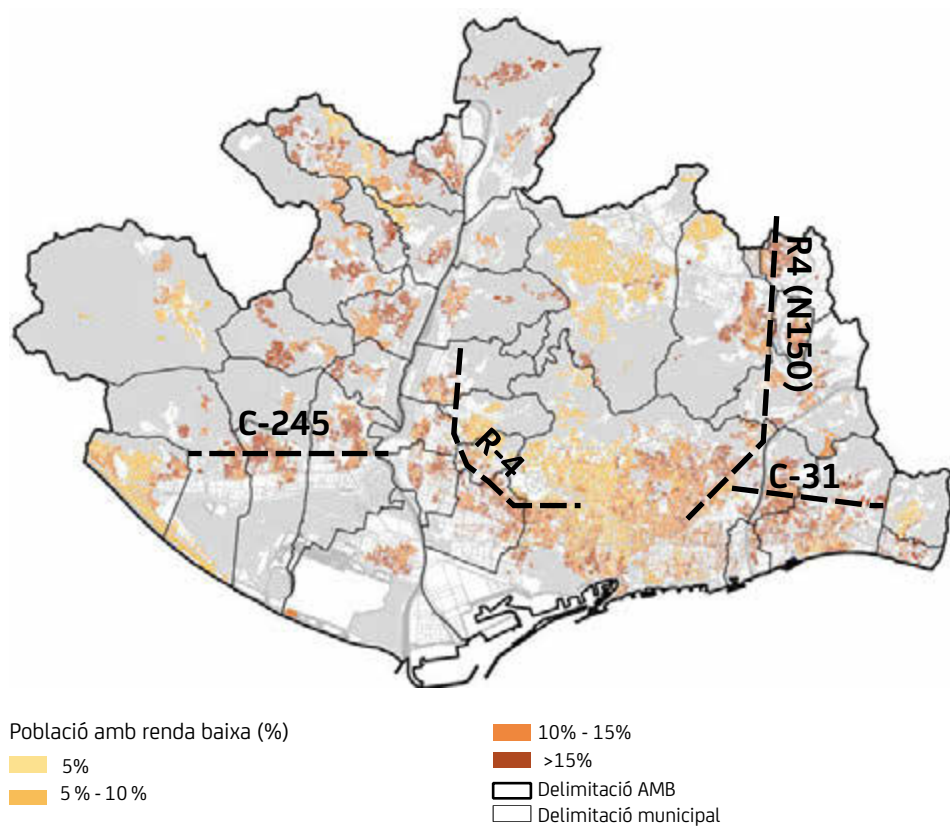 R4 (N150)
C-245
R-4
C-31
Població amb renda baixa (%)
5%
5 % - 10 %
10% - 15%
>15%
Delimitació AMB
Delimitació municipal